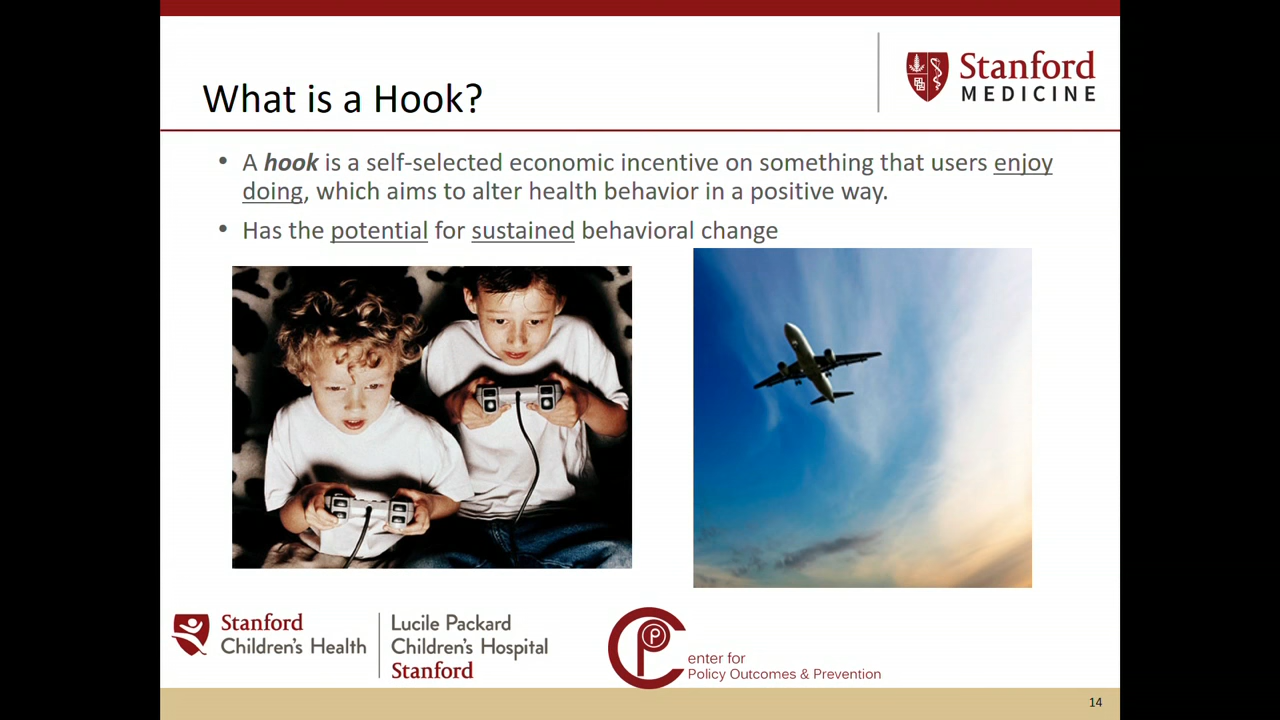 What is a Hook?
Stanford
MEDICINE
• A hook is a self-selected economic incentive on something that users enjoy
doing, which aims to alter health behavior in a positive way.
• Has the potential for sustained behavioral change
Stanford
Children's Health
Lucile Packard
Children's Hospital
Stanford
CP enter for
Policy Outcomes & Prevention
14